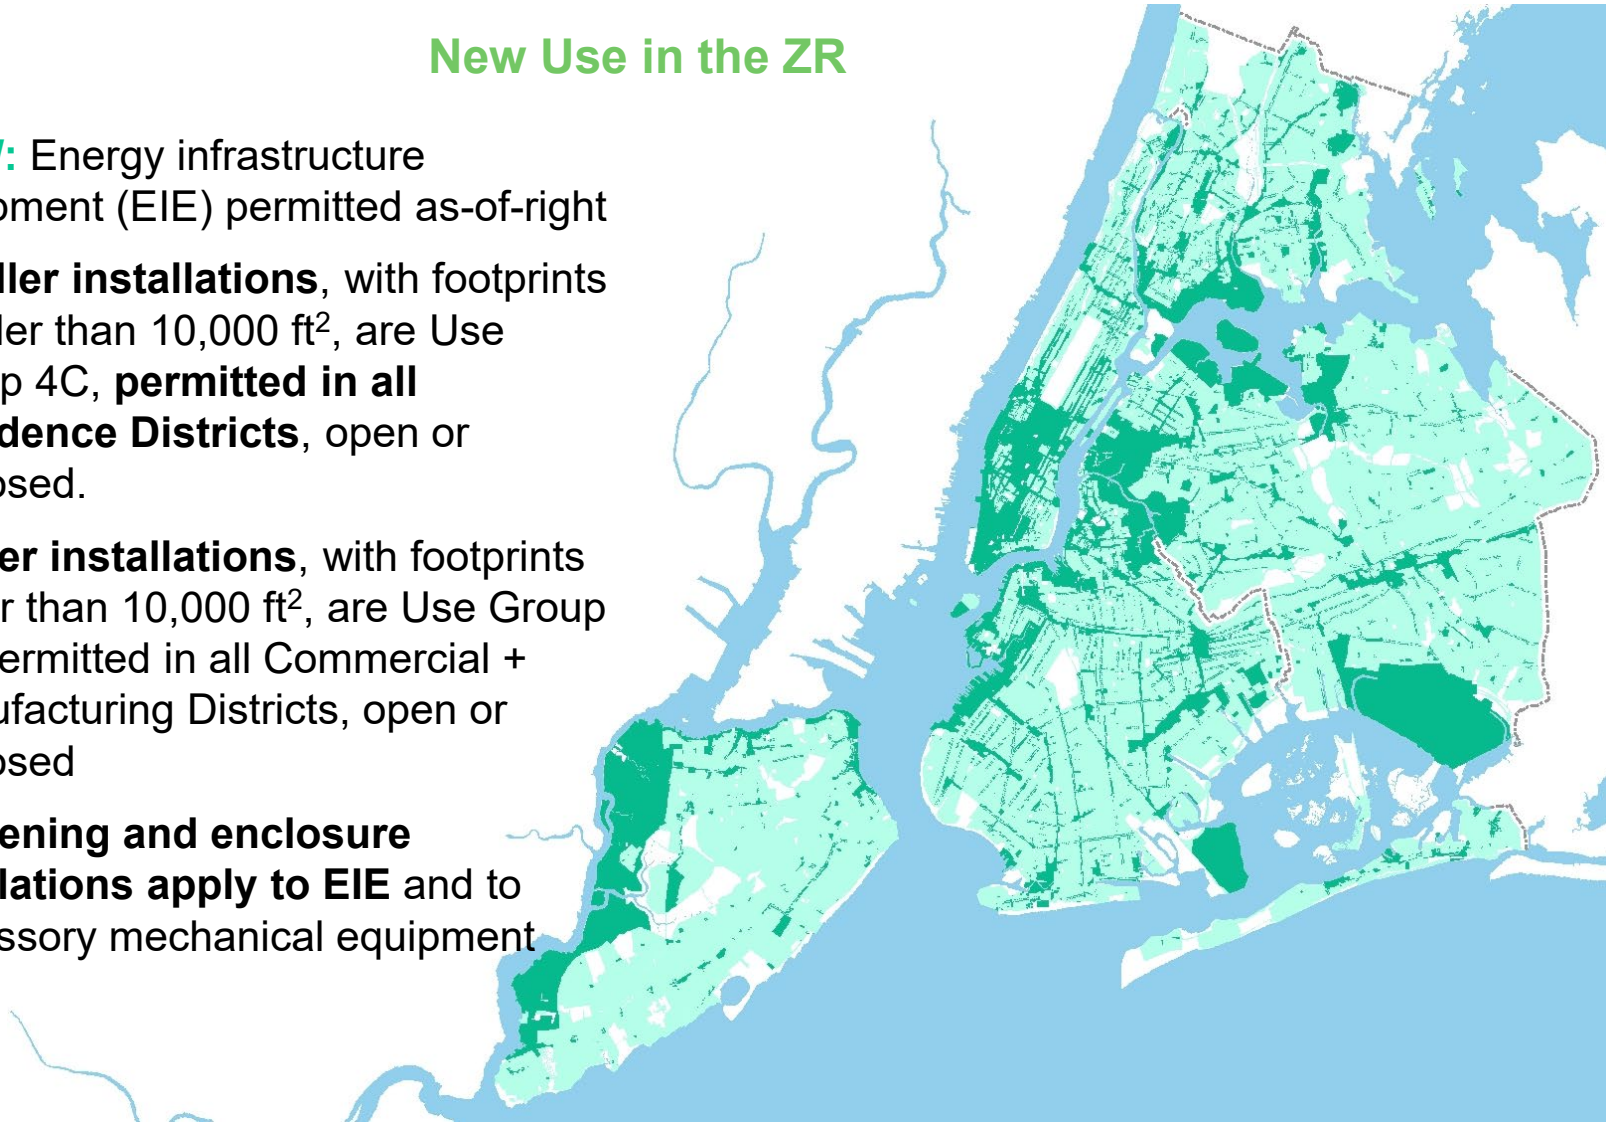 New Use in the ZR
: Energy infrastructure
pment (EIE) permitted as-of-right
ller installations, with footprints
ler than 10,000 ft², are Use
p 4C, permitted in all
dence Districts, open or
osed.
er installations, with footprints
r than 10,000 ft², are Use Group
ermitted in all Commercial +
ufacturing Districts, open or
osed
ening and enclosure
lations apply to EIE and to
ssory mechanical equipment